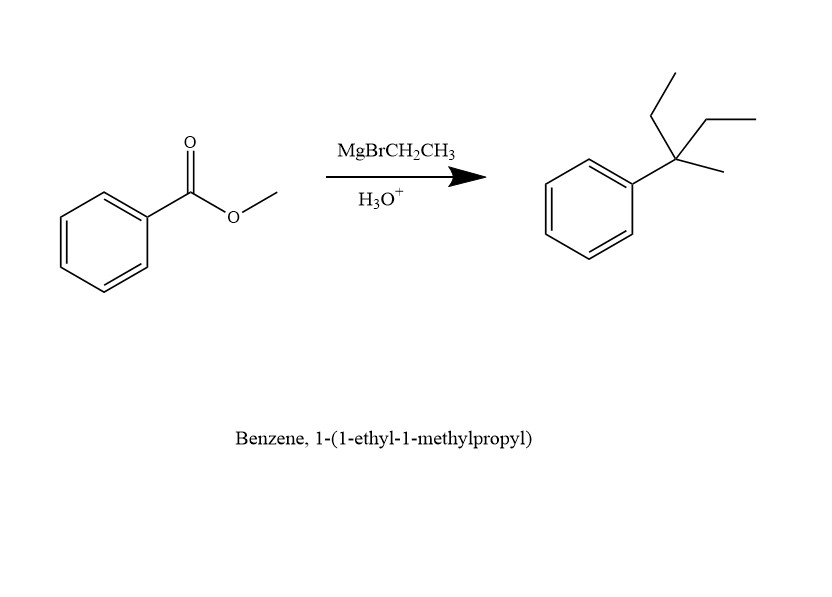 O
MgBrCH₂CH₃
O
H₃O⁺
Benzene, 1-(1-ethyl-1-methylpropyl)